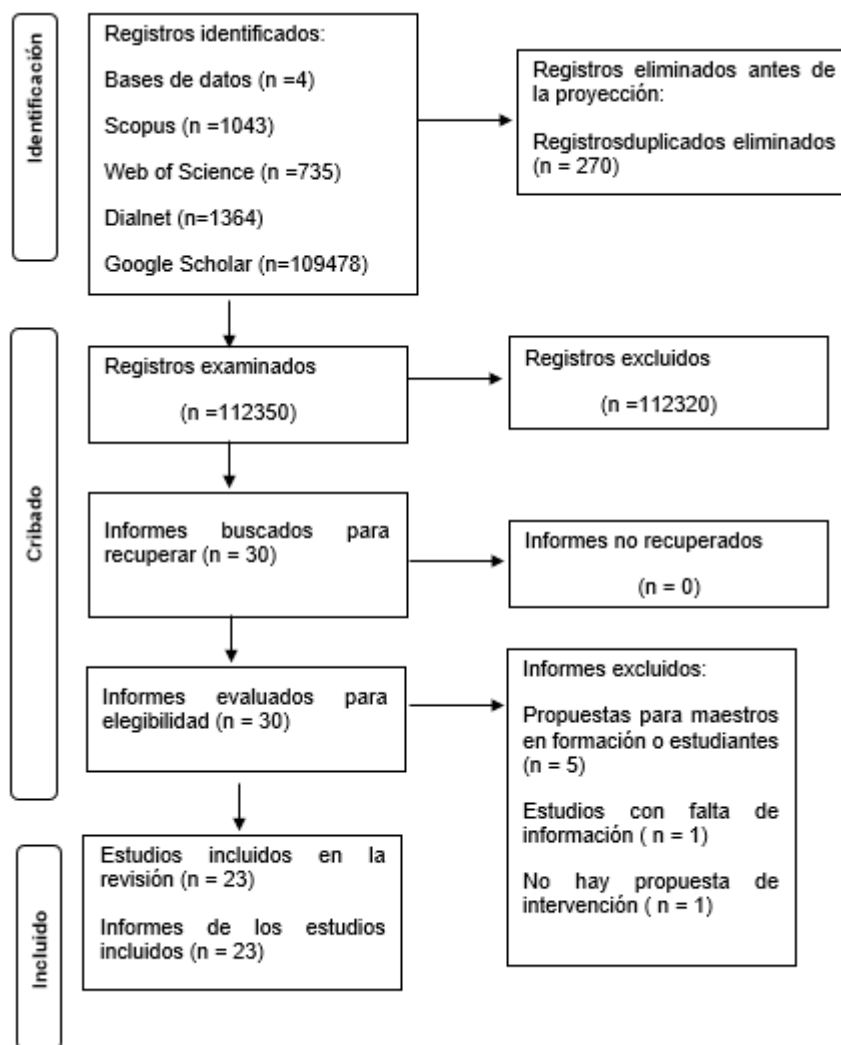 Identificación
Registros identificados:
Bases de datos (n =4)
Scopus (n =1043)
Web of Science (n =735)
Dialnet (n=1364)
Google Scholar (n=109478)
Registros eliminados antes de
la proyección:
Registrosduplicados eliminados
(n = 270)
Cribado
Registros examinados
(n =112350)
Registros excluidos
(n =112320)
Informes buscados para
recuperar (n = 30)
Informes no recuperados
(n = 0)
Informes evaluados para
elegibilidad (n = 30)
Informes excluidos:
Propuestas para maestros
en formación o estudiantes
(n = 5)
Estudios con falta de
información ( n = 1)
No hay propuesta de
intervención ( n = 1)
Incluido
Estudios incluidos en la
revisión (n = 23)
Informes de los estudios
incluidos (n = 23)